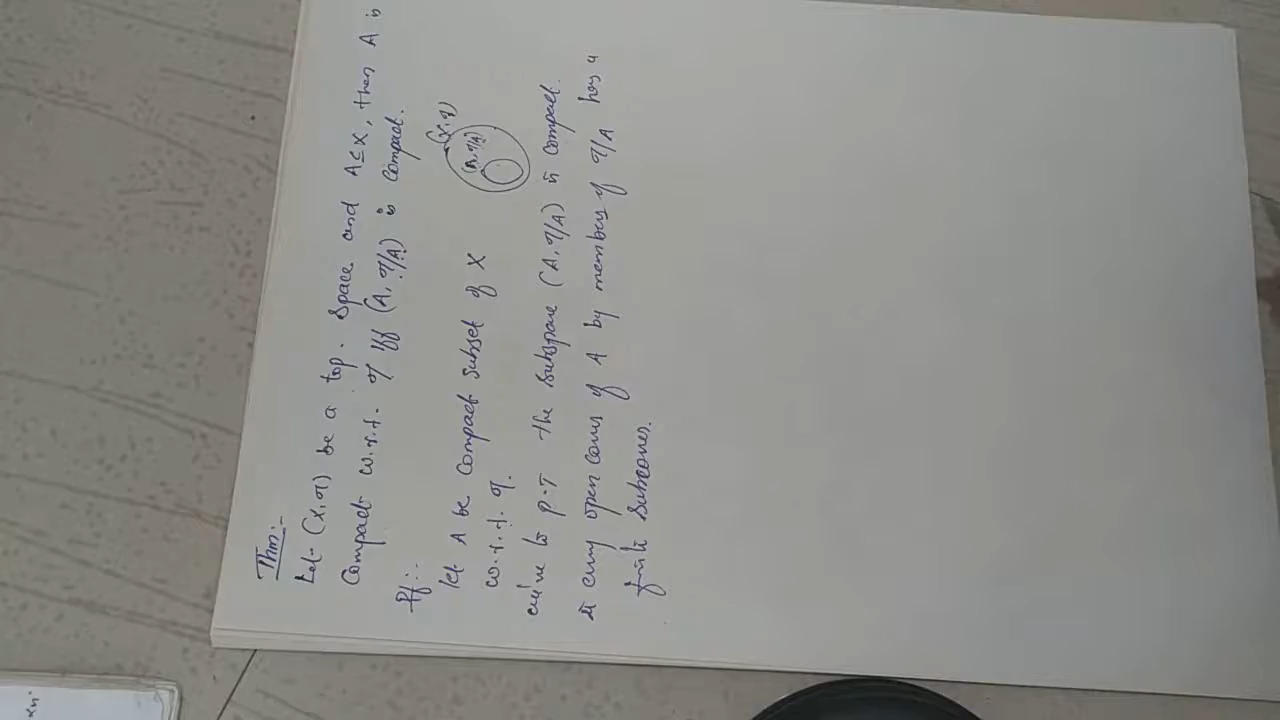 Thm:-
Let (X, η) be a top. Space and A⊆X, then A is
Compact w.r.t. η iff (A, η/A) is compact.
Pf:-
let A be compact subset of X
w.r.t. η.
(X, η)
(A, η/A)
we've to P.T the subspace (A, η/A) is compact.
ie every open cover of A by members of η/A has a
finite subcover.